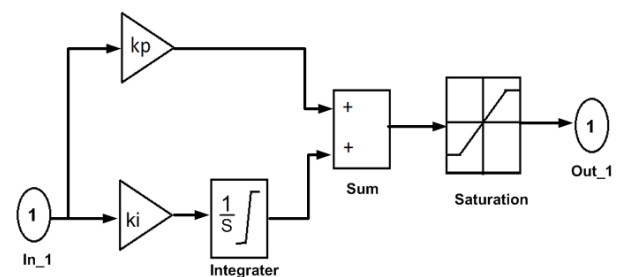 kp
+
+
Sum
Saturation
1
Out_1
1
In_1
ki
1
S
Integrater